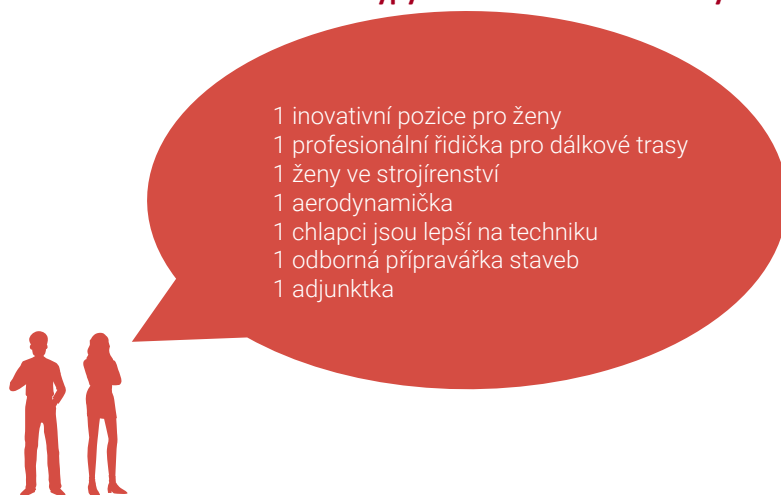 1 inovativní pozice pro ženy
1 profesionální řidička pro dálkové trasy
1 ženy ve strojírenství
1 aerodynamička
1 chlapci jsou lepší na techniku
1 odborná přípravářka staveb
1 adjunktka